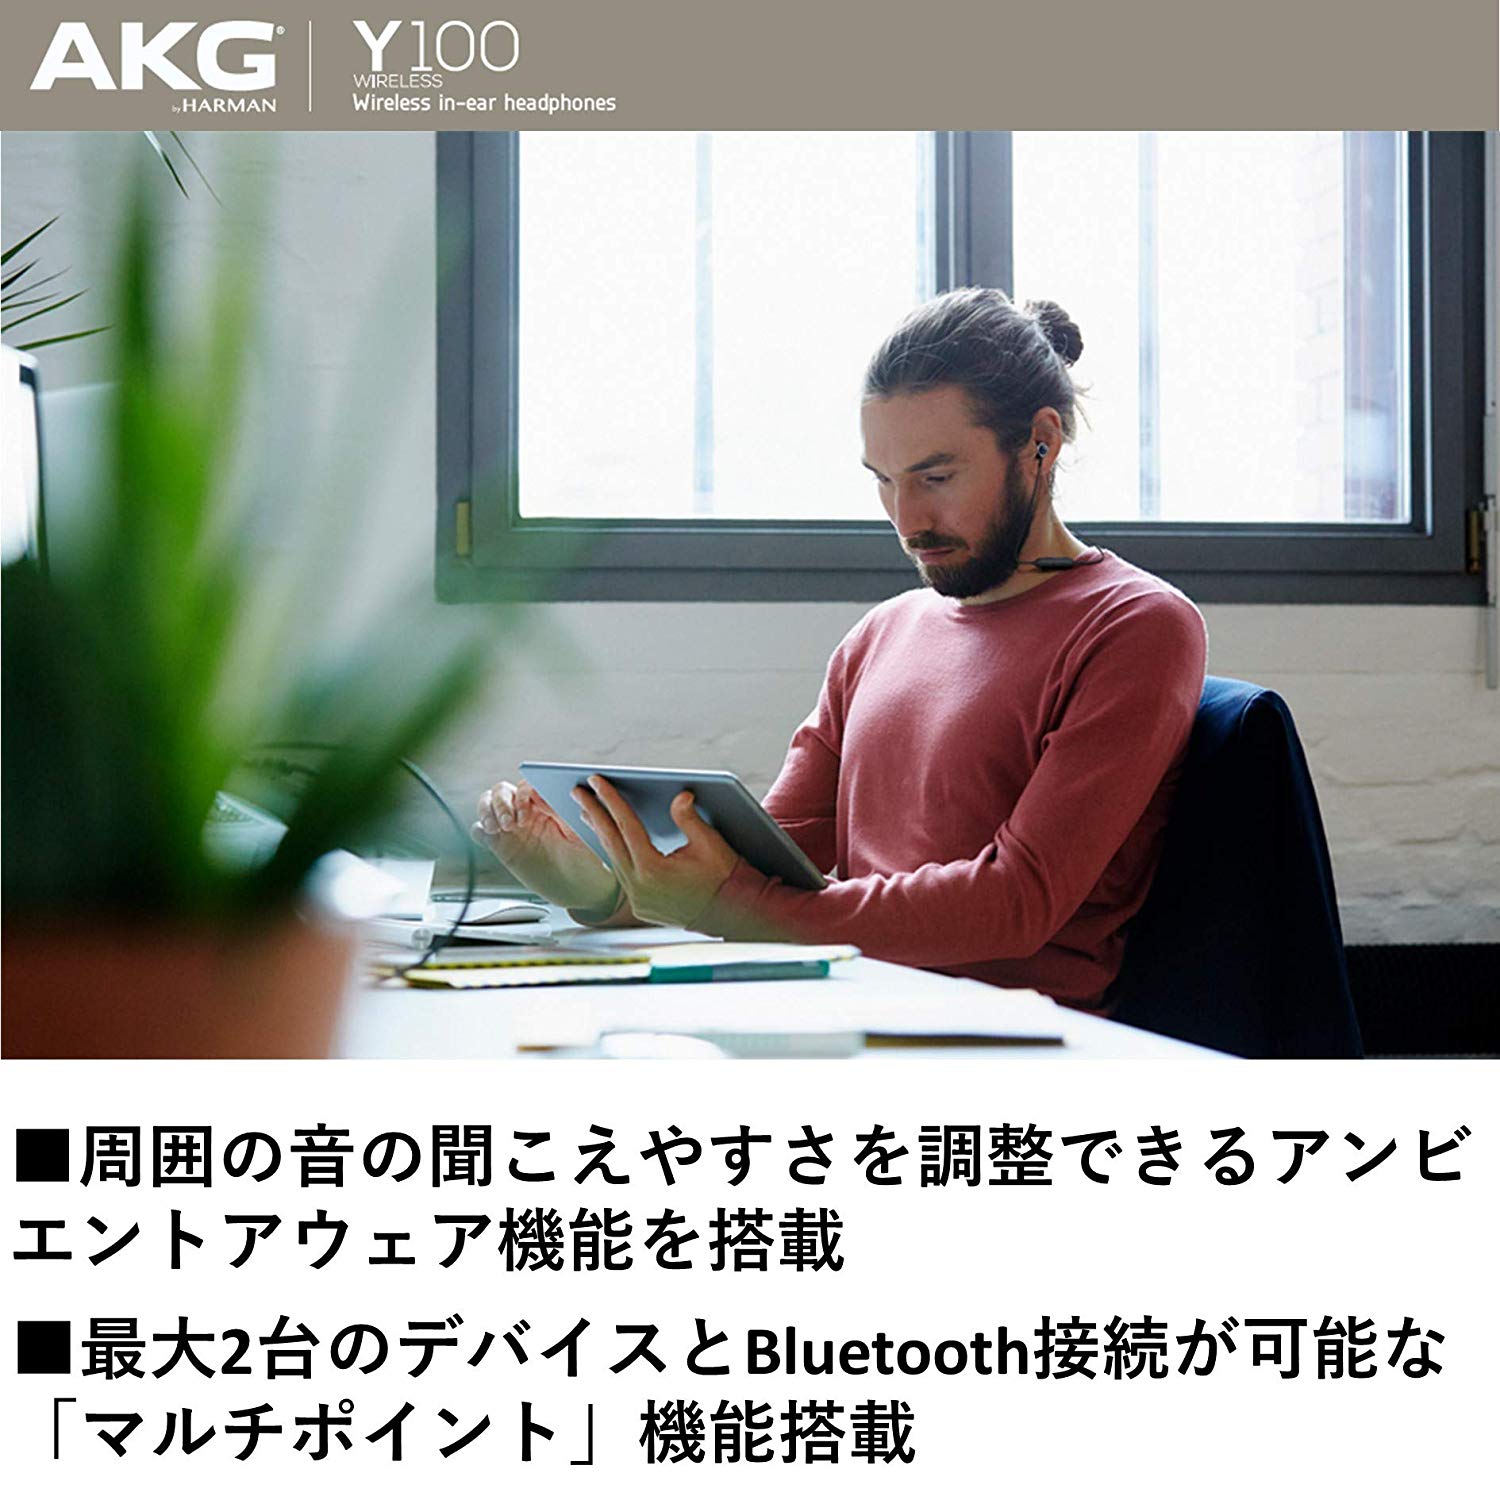 AKG®
by HARMAN
Y100
WIRELESS
Wireless in-ear headphones
■周囲の音の聞こえやすさを調整できるアンビ
エントアウェア機能を搭載
■最大2台のデバイスとBluetooth接続が可能な
「マルチポイント」機能搭載